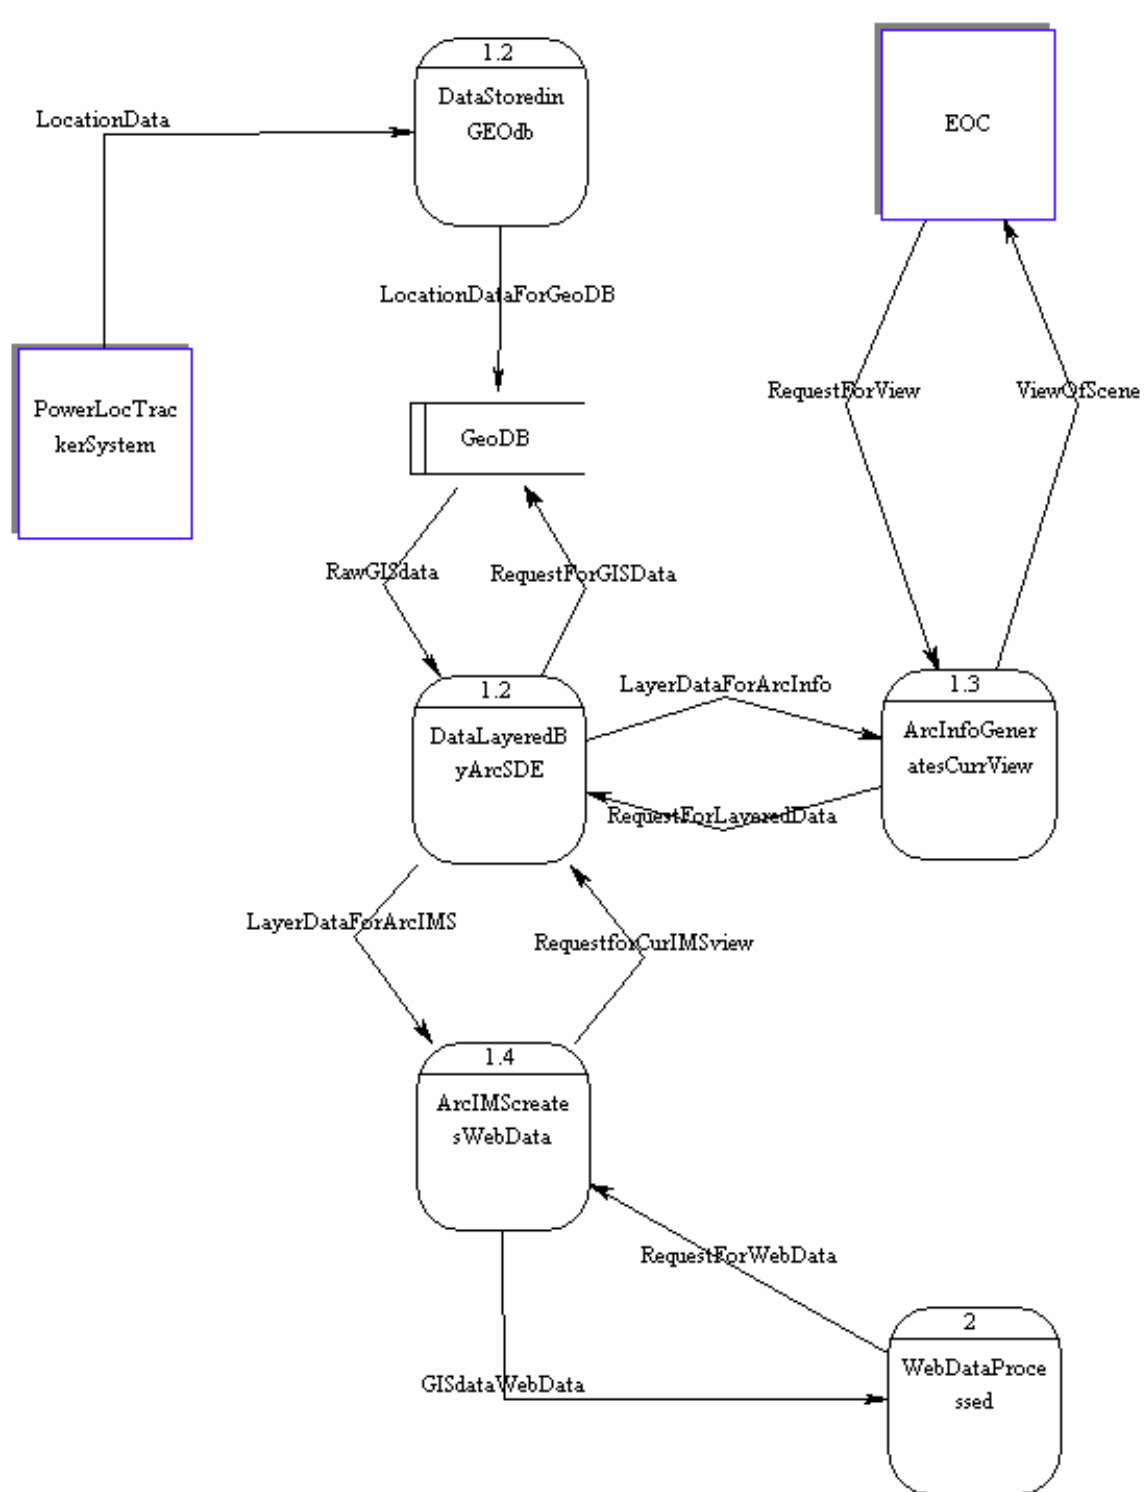 1.2
DataStoredin
GEOdb
EOC
LocationData
LocationDataForGeoDB
PowerLocTrac
kerSystem
RequestForView
ViewOfScene
GeoDB
RawGISdata
RequestForGISData
1.2
DataLayeredB
yArcSDE
LayerDataForArcInfo
1.3
ArcInfoGener
atesCurrView
RequestForLayeredData
LayerDataForArcIMS
RequestforCurIMSview
1.4
ArcIMScreate
sWebData
RequestForWebData
2
WebDataProce
ssed
GISdataWebData